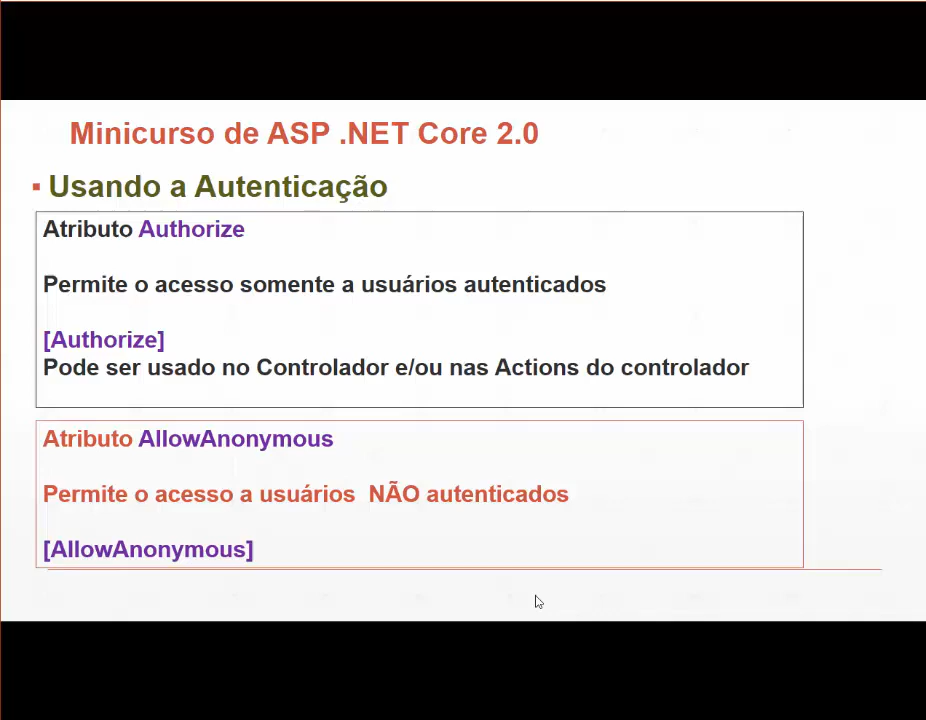 Minicurso de ASP .NET Core 2.0
Usando a Autenticação
Atributo Authorize
Permite o acesso somente a usuários autenticados
[Authorize]
Pode ser usado no Controlador e/ou nas Actions do controlador
Atributo AllowAnonymous
Permite o acesso a usuários  NÃO autenticados
[AllowAnonymous]